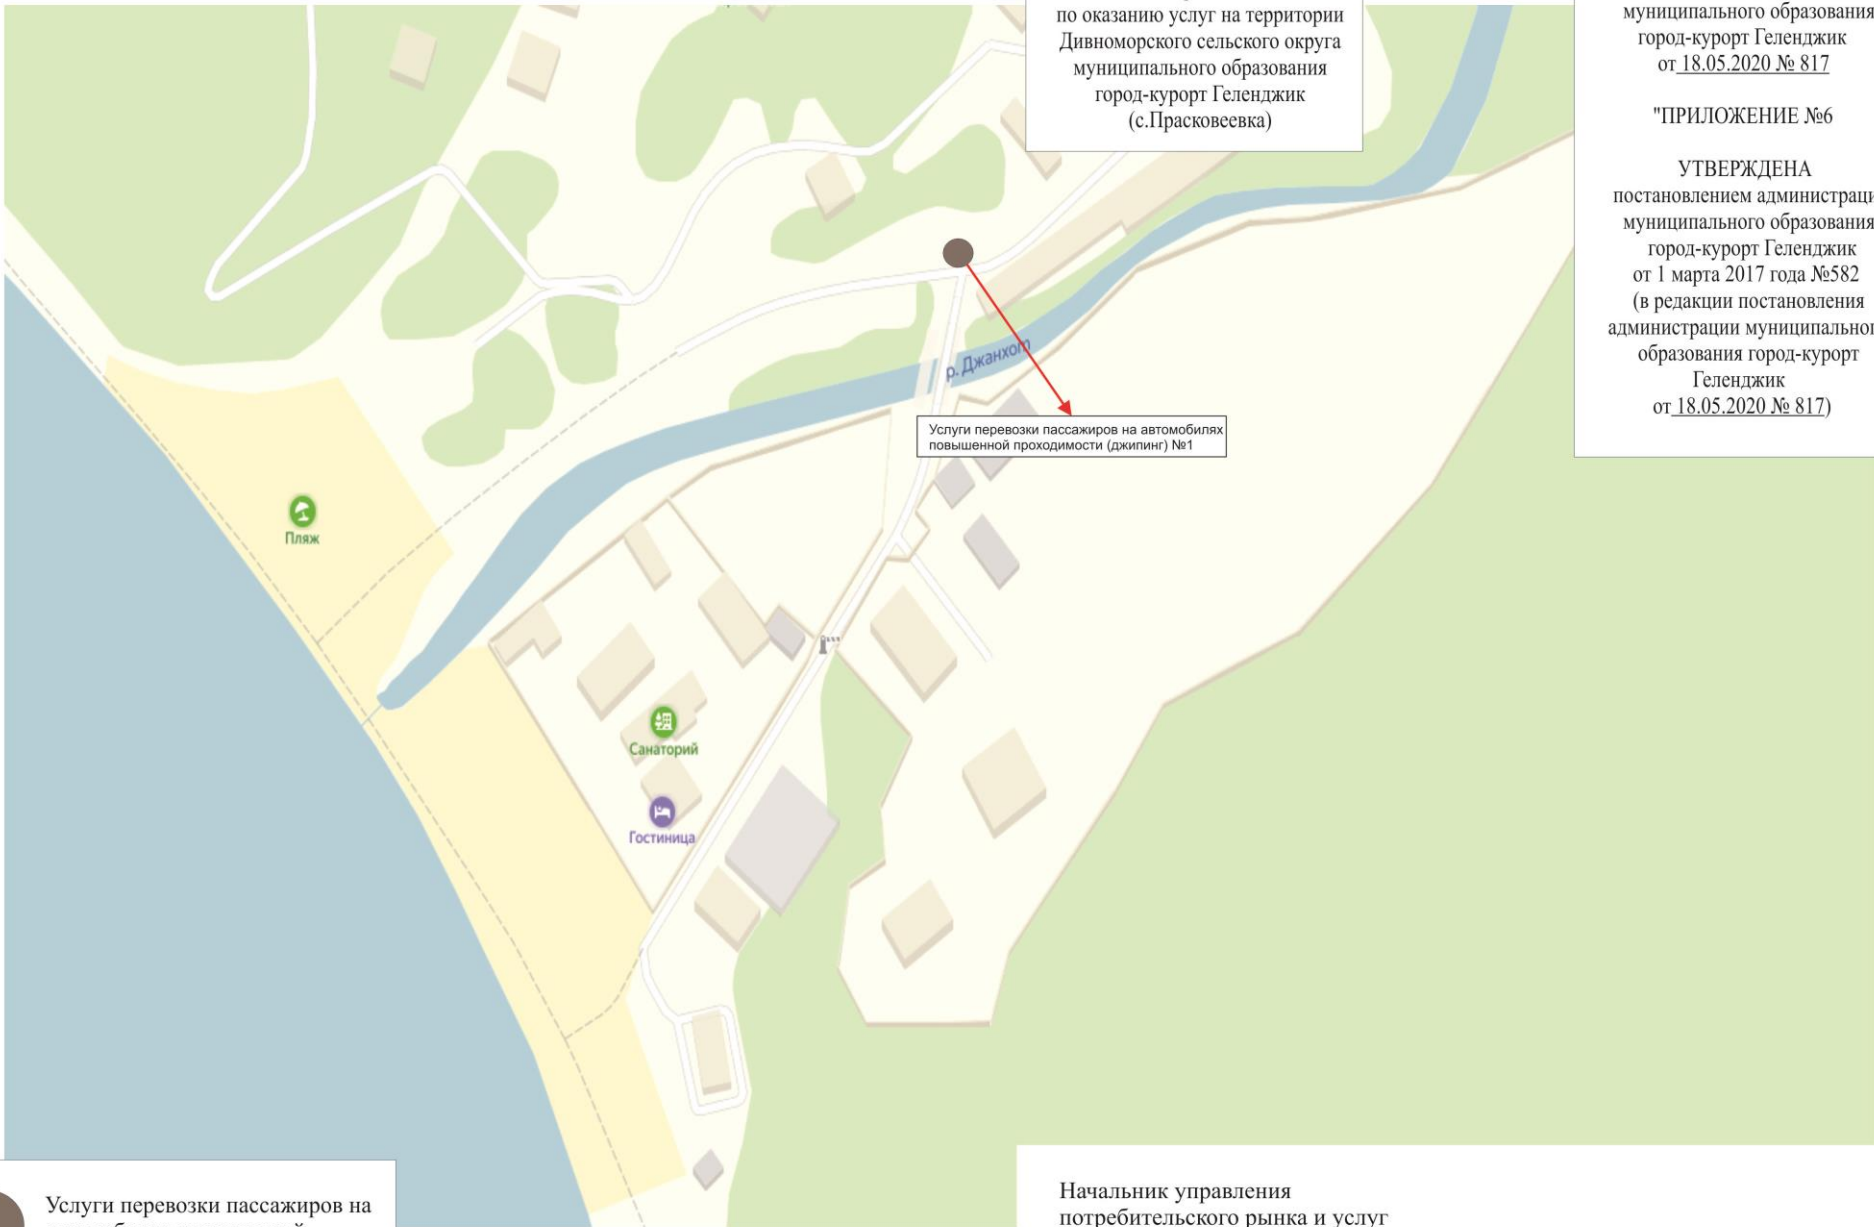 по оказанию услуг на территории
Дивноморского сельского округа
муниципального образования
город-курорт Геленджик
(с.Прасковеевка)
муниципального образования
город-курорт Геленджик
от 18.05.2020 № 817
"ПРИЛОЖЕНИЕ №6
УТВЕРЖДЕНА
постановлением администраци
муниципального образования
город-курорт Геленджик
от 1 марта 2017 года №582
(в редакции постановления
администрации муниципальног
образования город-курорт
Геленджик
от 18.05.2020 № 817)
р. Джанхот
Услуги перевозки пассажиров на автомобилях
повышенной проходимости (джипинг) №1
Пляж
Санаторий
Гостиница
Услуги перевозки пассажиров на
Начальник управления
потребительского рынка и услуг